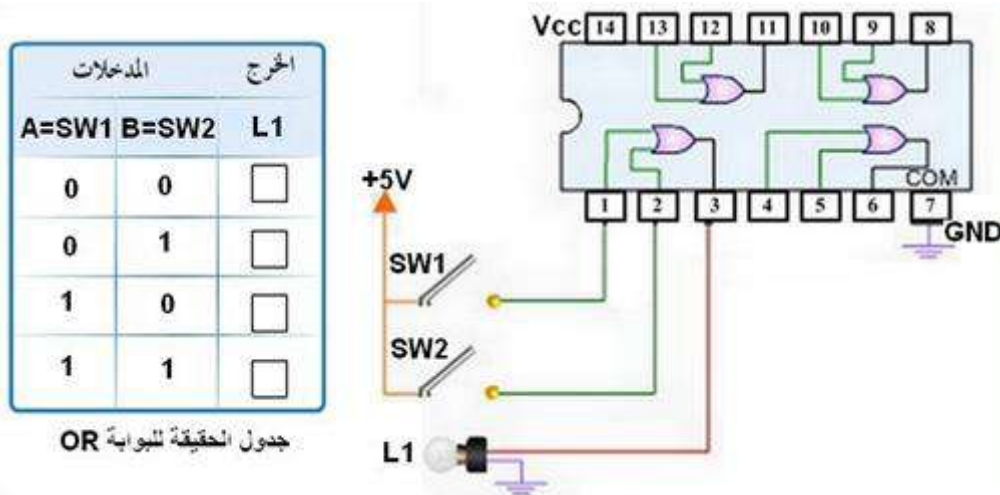 المدخلات الخرج
A=SW1 B=SW2 L1
0 0
0 1
1 0
1 1
جدول الحقيقة للبوابة OR
Vcc 14 13 12 11 10 9 8
COM
1 2 3 4 5 6 7
GND
+5V
SW1
SW2
L1